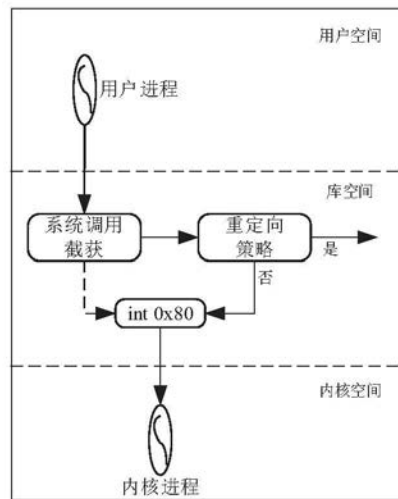 用户空间
用户进程
库空间
系统调用
截获
重定向
策略
是
否
int 0x80
内核空间
内核进程